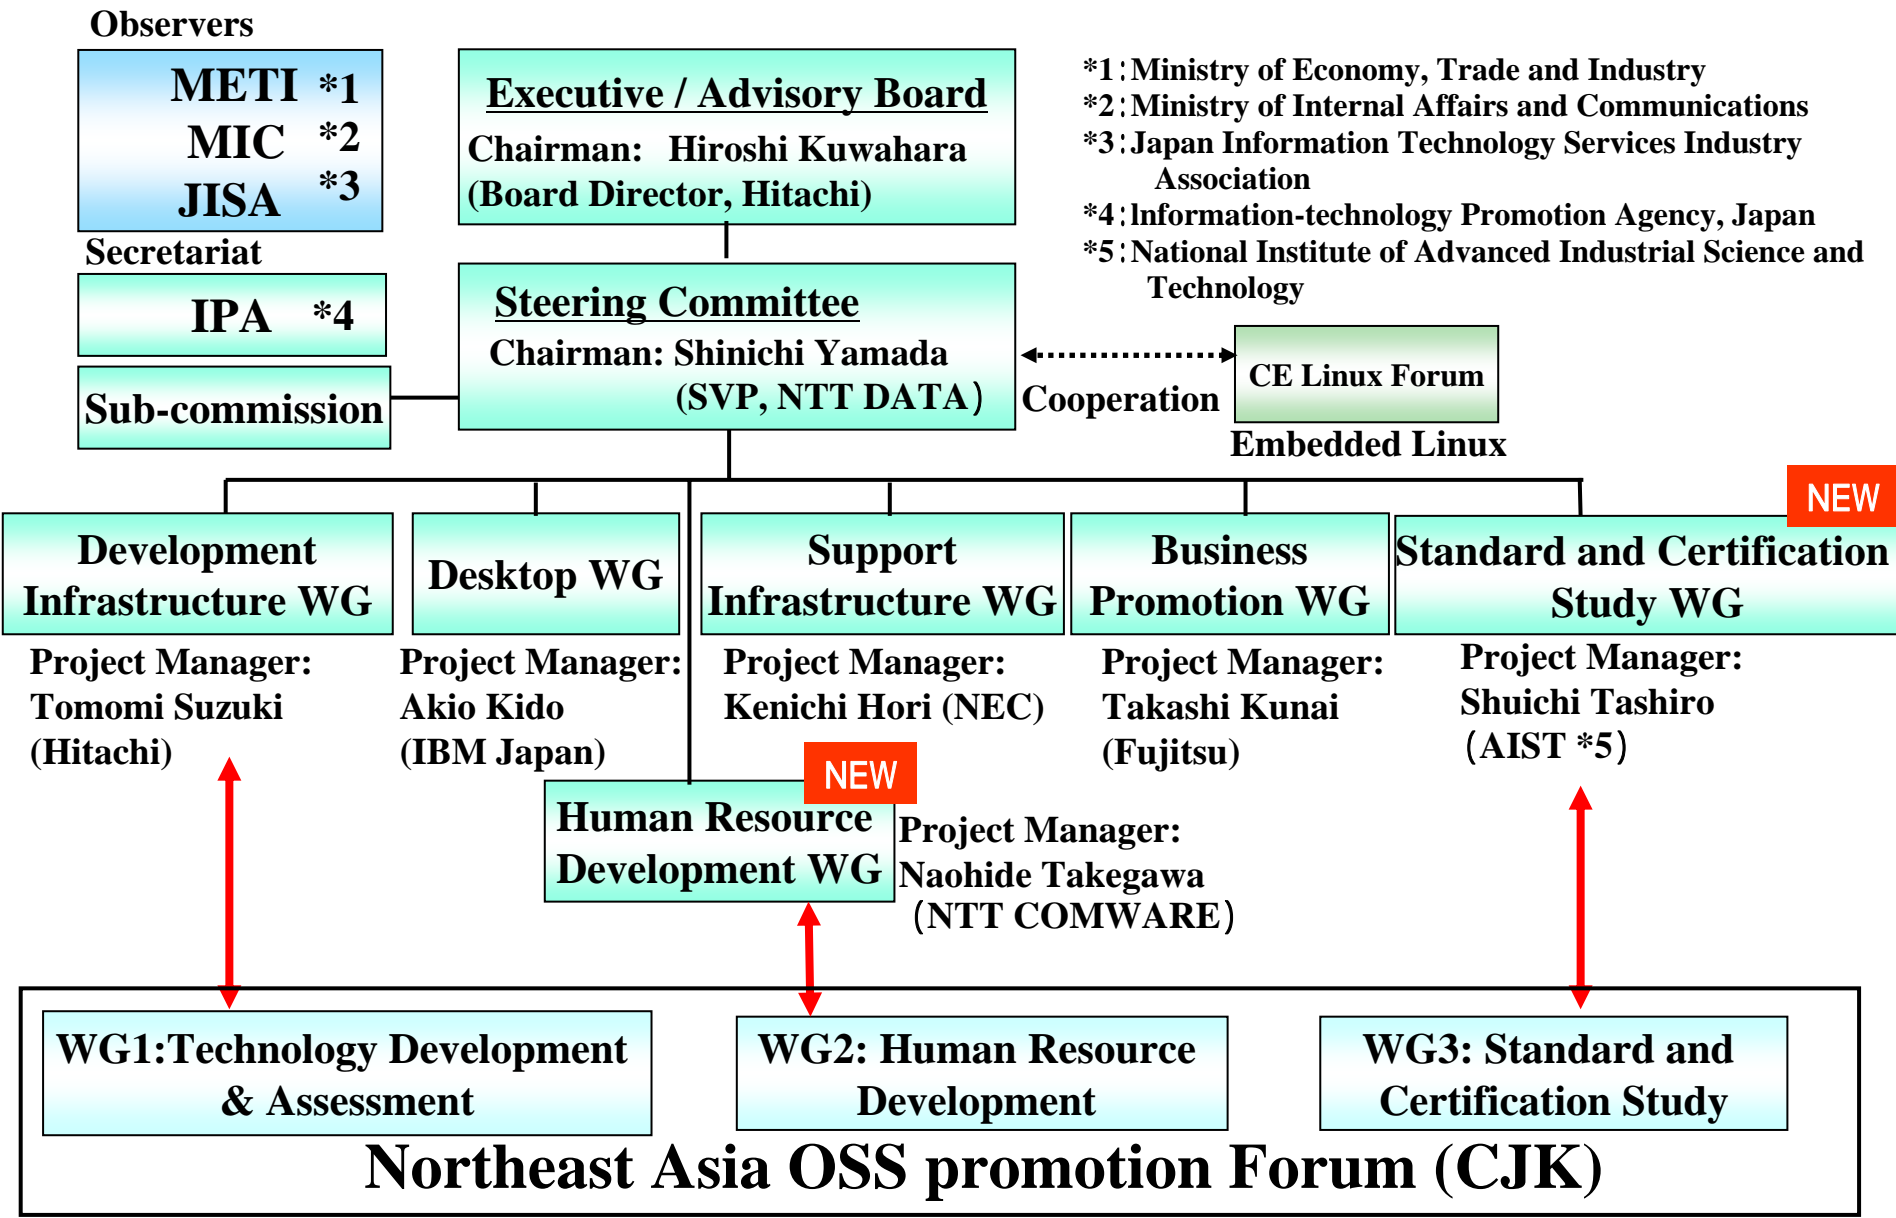 Observers
METI *1
MIC *2
JISA *3
Secretariat
IPA *4
Sub-commission
Executive / Advisory Board
Chairman: Hiroshi Kuwahara
(Board Director, Hitachi)
Steering Committee
Chairman: Shinichi Yamada
(SVP, NTT DATA)
*1:Ministry of Economy, Trade and Industry
*2:Ministry of Internal Affairs and Communications
*3:Japan Information Technology Services Industry
Association
*4:Information-technology Promotion Agency, Japan
*5:National Institute of Advanced Industrial Science and
Technology
Cooperation
CE Linux Forum
Embedded Linux
Development
Infrastructure WG
Project Manager:
Tomomi Suzuki
(Hitachi)
Desktop WG
Project Manager:
Akio Kido
(IBM Japan)
Support
Infrastructure WG
Project Manager:
Kenichi Hori (NEC)
Business
Promotion WG
Project Manager:
Takashi Kunai
(Fujitsu)
NEW
Standard and Certification
Study WG
Project Manager:
Shuichi Tashiro
(AIST *5)
NEW
Human Resource
Development WG
Project Manager:
Naohide Takegawa
(NTT COMWARE)
WG1:Technology Development
& Assessment
WG2: Human Resource
Development
WG3: Standard and
Certification Study
Northeast Asia OSS promotion Forum (CJK)